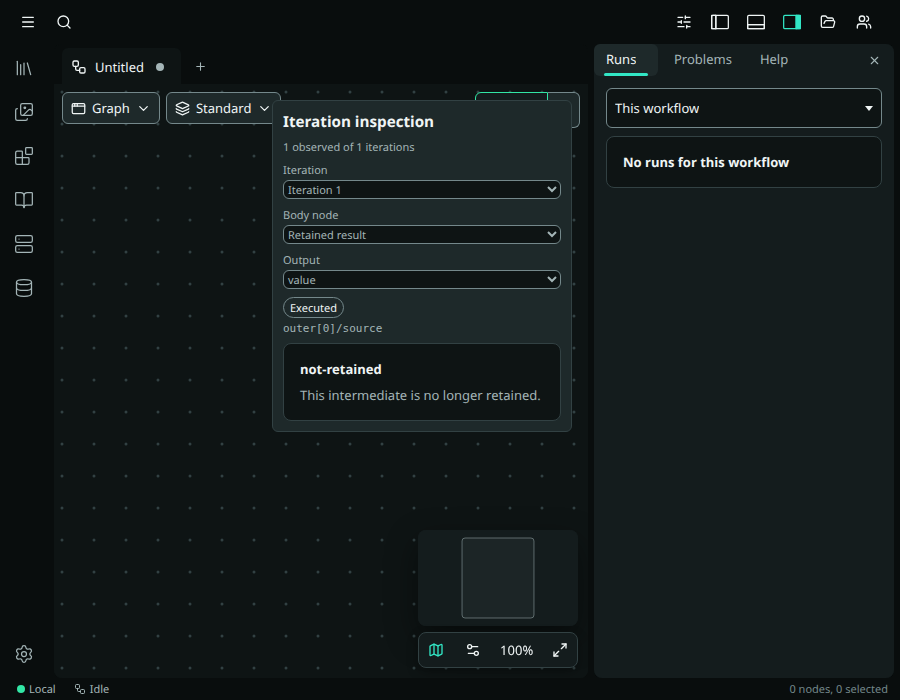 Untitled
Graph
Standard
Iteration inspection
1 observed of 1 iterations
Iteration
Iteration 1
Body node
Retained result
Output
value
Executed
outer[0]/source
not-retained
This intermediate is no longer retained.
100%
Runs Problems Help
This workflow
No runs for this workflow
Local Idle 0 nodes, 0 selected